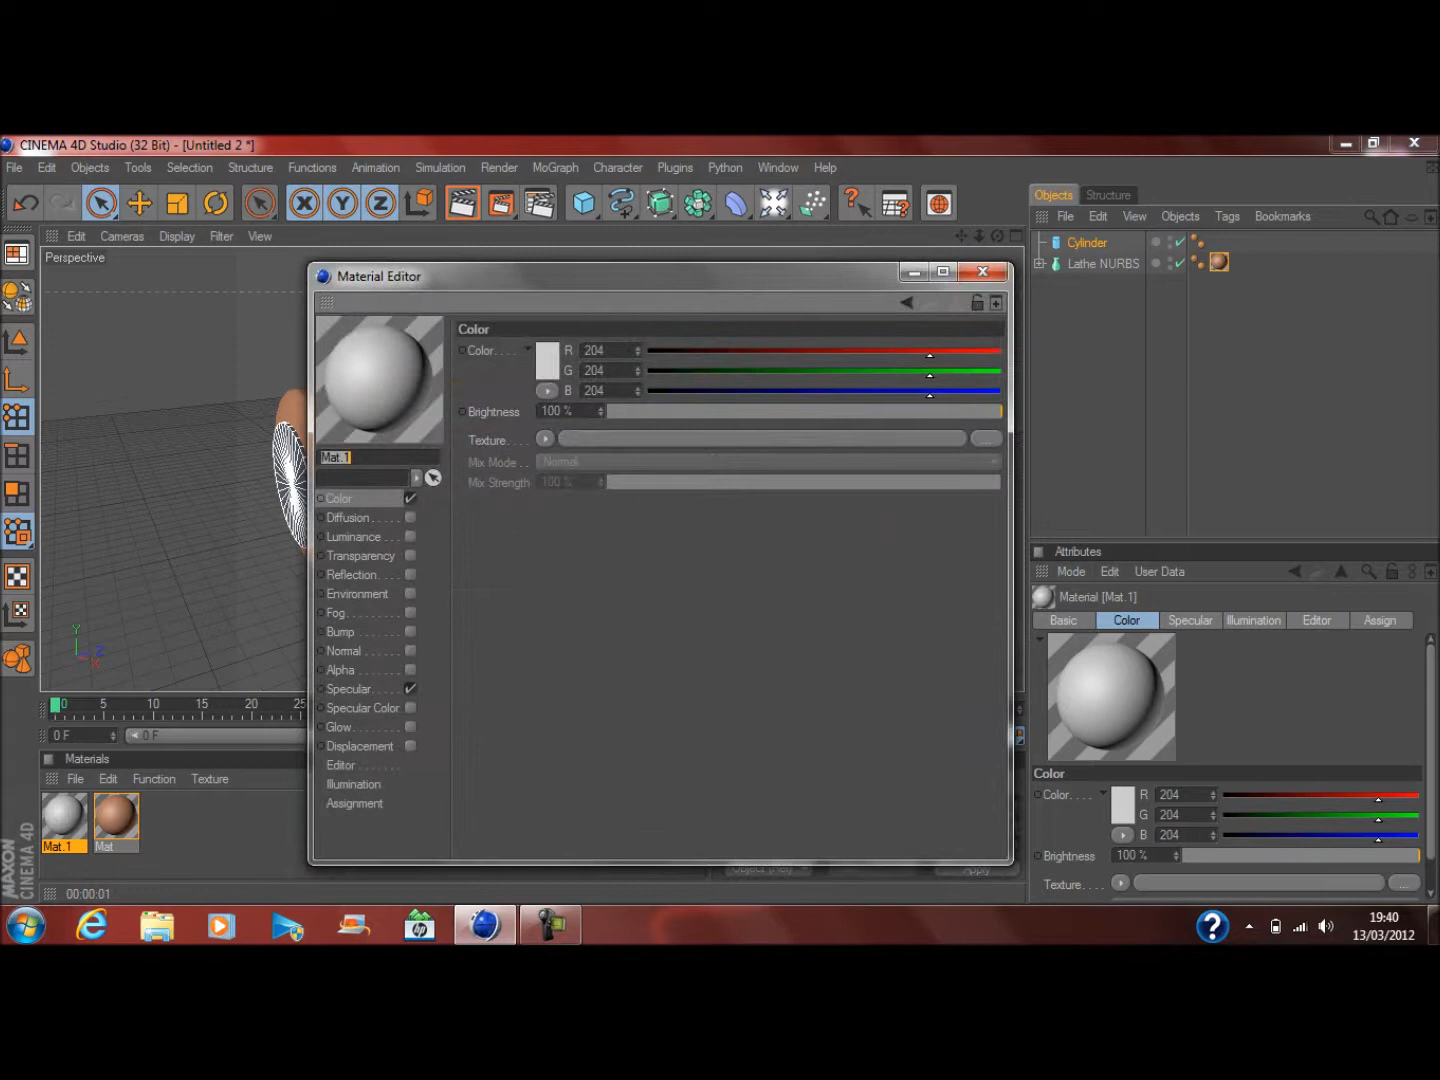 CINEMA 4D Studio (32 Bit) - [Untitled 2 *]
File Edit Objects Tools Selection Structure Functions Animation Simulation Render MoGraph Character Plugins Python Window Help
Objects Structure
File Edit View Objects Tags Bookmarks
Edit Cameras Display Filter View
Cylinder
Lathe NURBS
Perspective
Material Editor
Color
Color. . . . R 204
G 204
B 204
Brightness 100 %
Texture. . . . ...
Mix Mode . . Normal
Mix Strength 100 %
Mat.1
Color
Diffusion . . . . .
Luminance . . .
Transparency
Reflection. . . .
Environment
Fog. . . . . . . . .
Bump . . . . . .
Normal . . . . .
Alpha . . . . . .
Specular. . . . .
Specular Color
Glow. . . . . . .
Displacement
Editor. . . . . . .
Illumination
Assignment
Attributes
Mode Edit User Data
Material [Mat.1]
Basic Color Specular Illumination Editor Assign
Color
Color. . . . R 204
G 204
B 204
Brightness 100 %
Texture. . . . ...
Y
Z
X
0 5 10 15 20 25
0 F 0 F
Materials
File Edit Function Texture
Mat.1 Mat
Apply
MAXON
CINEMA 4D
00:00:01
19:40
13/03/2012